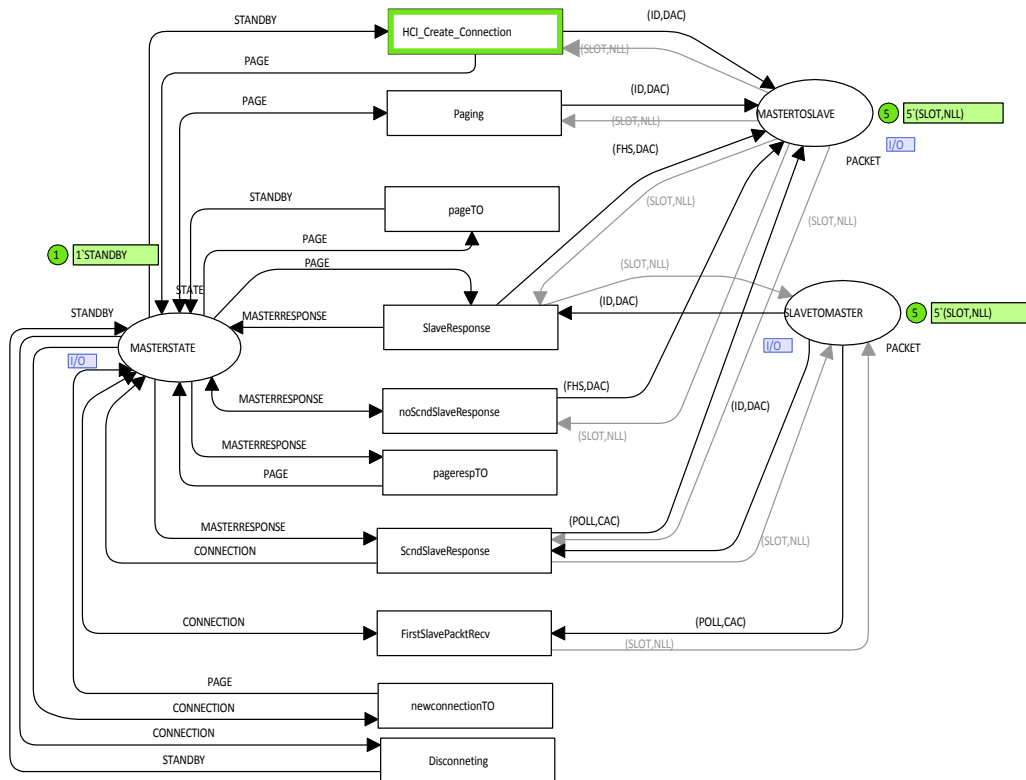 STANDBY
HCI_Create_Connection
(ID,DAC)
(SLOT,NLL)
PAGE
PAGE
Paging
(ID,DAC)
(SLOT,NLL)
MASTERTOSLAVE
5
5`(SLOT,NLL)
I/O
PACKET
(FHS,DAC)
STANDBY
pageTO
(SLOT,NLL)
(SLOT,NLL)
PAGE
1
1`STANDBY
PAGE
(SLOT,NLL)
STATE
STANDBY
MASTERRESPONSE
SlaveResponse
(ID,DAC)
SLAVETOMASTER
5
5`(SLOT,NLL)
MASTERSTATE
I/O
I/O
PACKET
MASTERRESPONSE
noScndSlaveResponse
(FHS,DAC)
(ID,DAC)
(SLOT,NLL)
MASTERRESPONSE
PAGE
pagerespTO
MASTERRESPONSE
(POLL,CAC)
CONNECTION
ScndSlaveResponse
(SLOT,NLL)
CONNECTION
FirstSlavePacktRecv
(POLL,CAC)
(SLOT,NLL)
PAGE
CONNECTION
newconnectionTO
CONNECTION
STANDBY
Disconneting